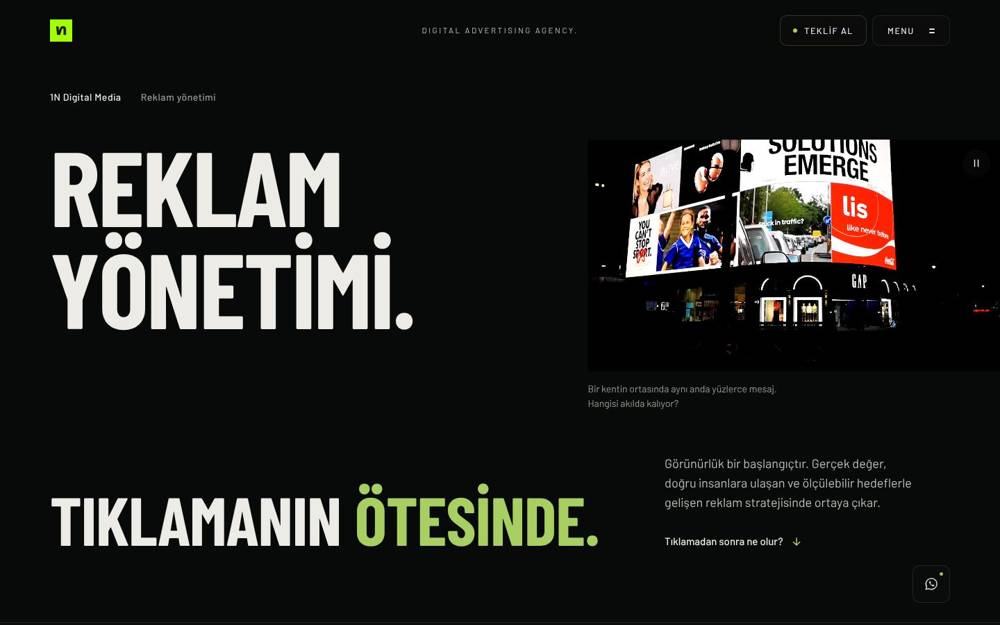 DIGITAL ADVERTISING AGENCY.
TEKLİF AL
MENU
1N Digital Media
Reklam yönetimi
REKLAM
YÖNETİMİ.
SOLUTIONS
EMERGE
YOU
CAN'T
STOP
SPORT.
in traffic?
lis
like never before
GAP
Bir kentin ortasında aynı anda yüzlerce mesaj.
Hangisi akılda kalıyor?
TIKLAMANIN ÖTESİNDE.
Görünürlük bir başlangıçtır. Gerçek değer,
doğru insanlara ulaşan ve ölçülebilir hedeflerle
gelişen reklam stratejisinde ortaya çıkar.
Tıklamadan sonra ne olur?